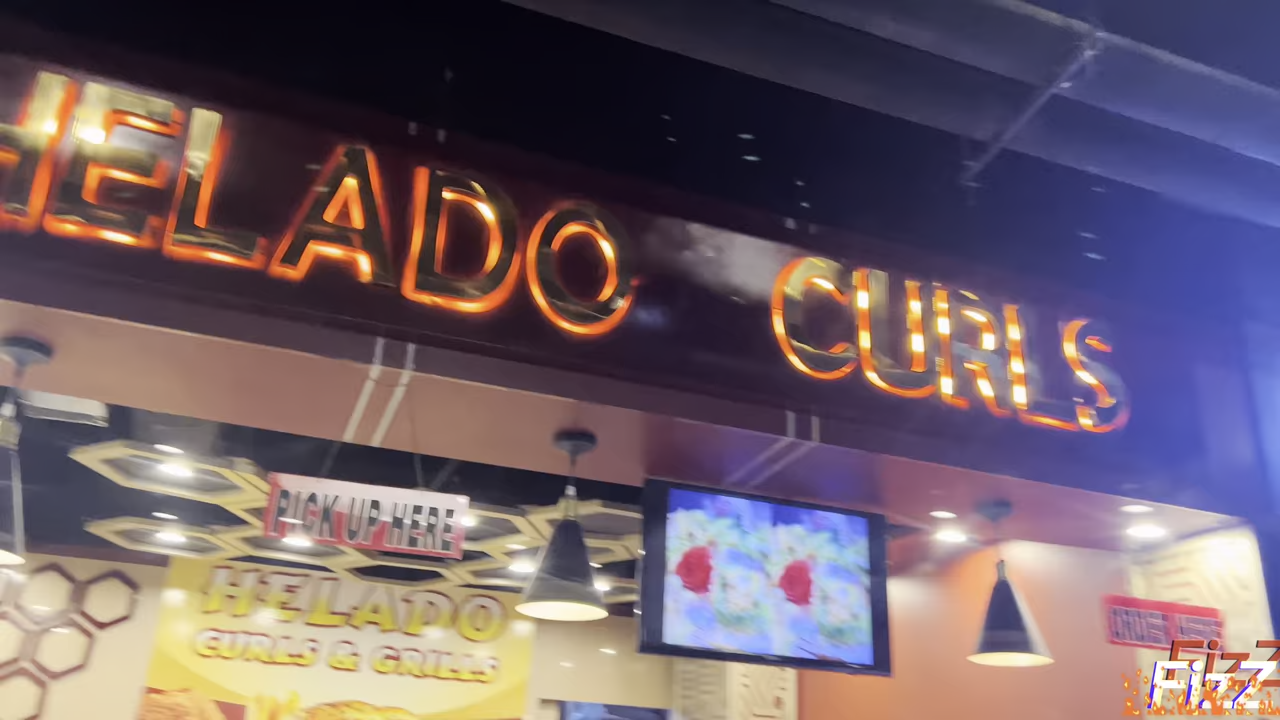 HELADO CURLS
PICK UP HERE
HELADO
CURLS & GRILLS
ORDER HERE
FizZ